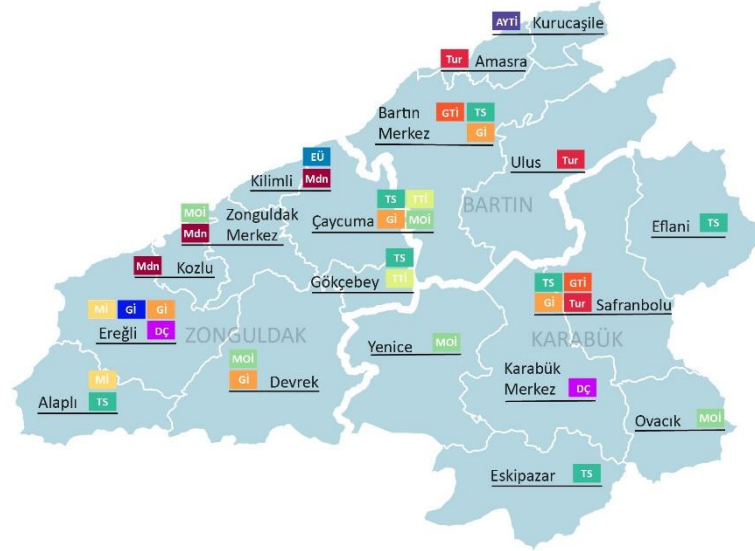 AYTİ Kurucaşile
Tur Amasra
Bartın GTİ TS
Merkez Gİ
EÜ
Kilimli Mdn
Ulus Tur
MOİ Zonguldak
Mdn Merkez
TS TTİ
Çaycuma Gİ MOİ
BARTIN
Eflani TS
Mdn Kozlu
TS
Gökçebey TTİ
TS GTİ
Gİ Tur Safranbolu
Mİ Gİ Gİ
Ereğli DÇ
ZONGULDAK
KARABÜK
Yenice MOİ
MOİ
Gİ Devrek
Karabük
Merkez DÇ
Mİ
Alaplı TS
Ovacık MOİ
Eskipazar TS